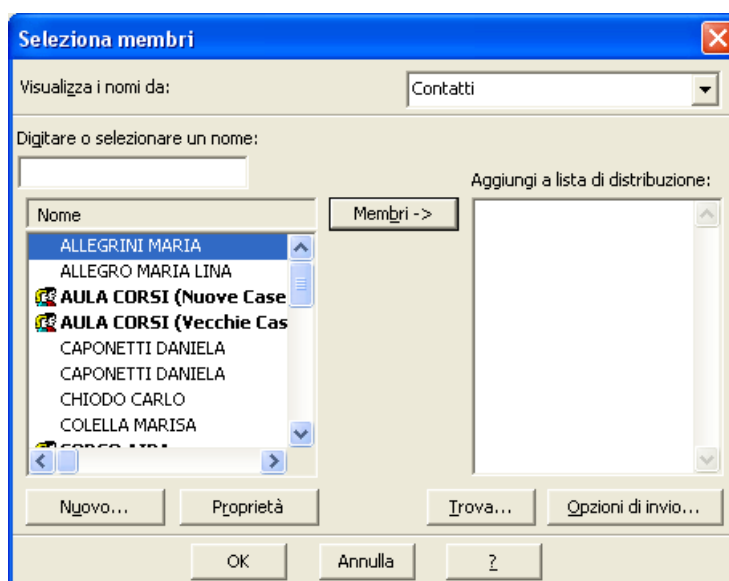 Seleziona membri
Visualizza i nomi da:
Contatti
Digitare o selezionare un nome:
Aggiungi a lista di distribuzione:
Nome
Membri ->
ALLEGRINI MARIA
ALLEGRO MARIA LINA
AULA CORSI (Nuove Case
AULA CORSI (Vecchie Cas
CAPONETTI DANIELA
CAPONETTI DANIELA
CHIODO CARLO
COLELLA MARISA
Nuovo...
Proprietà
Trova...
Opzioni di invio...
OK
Annulla
?